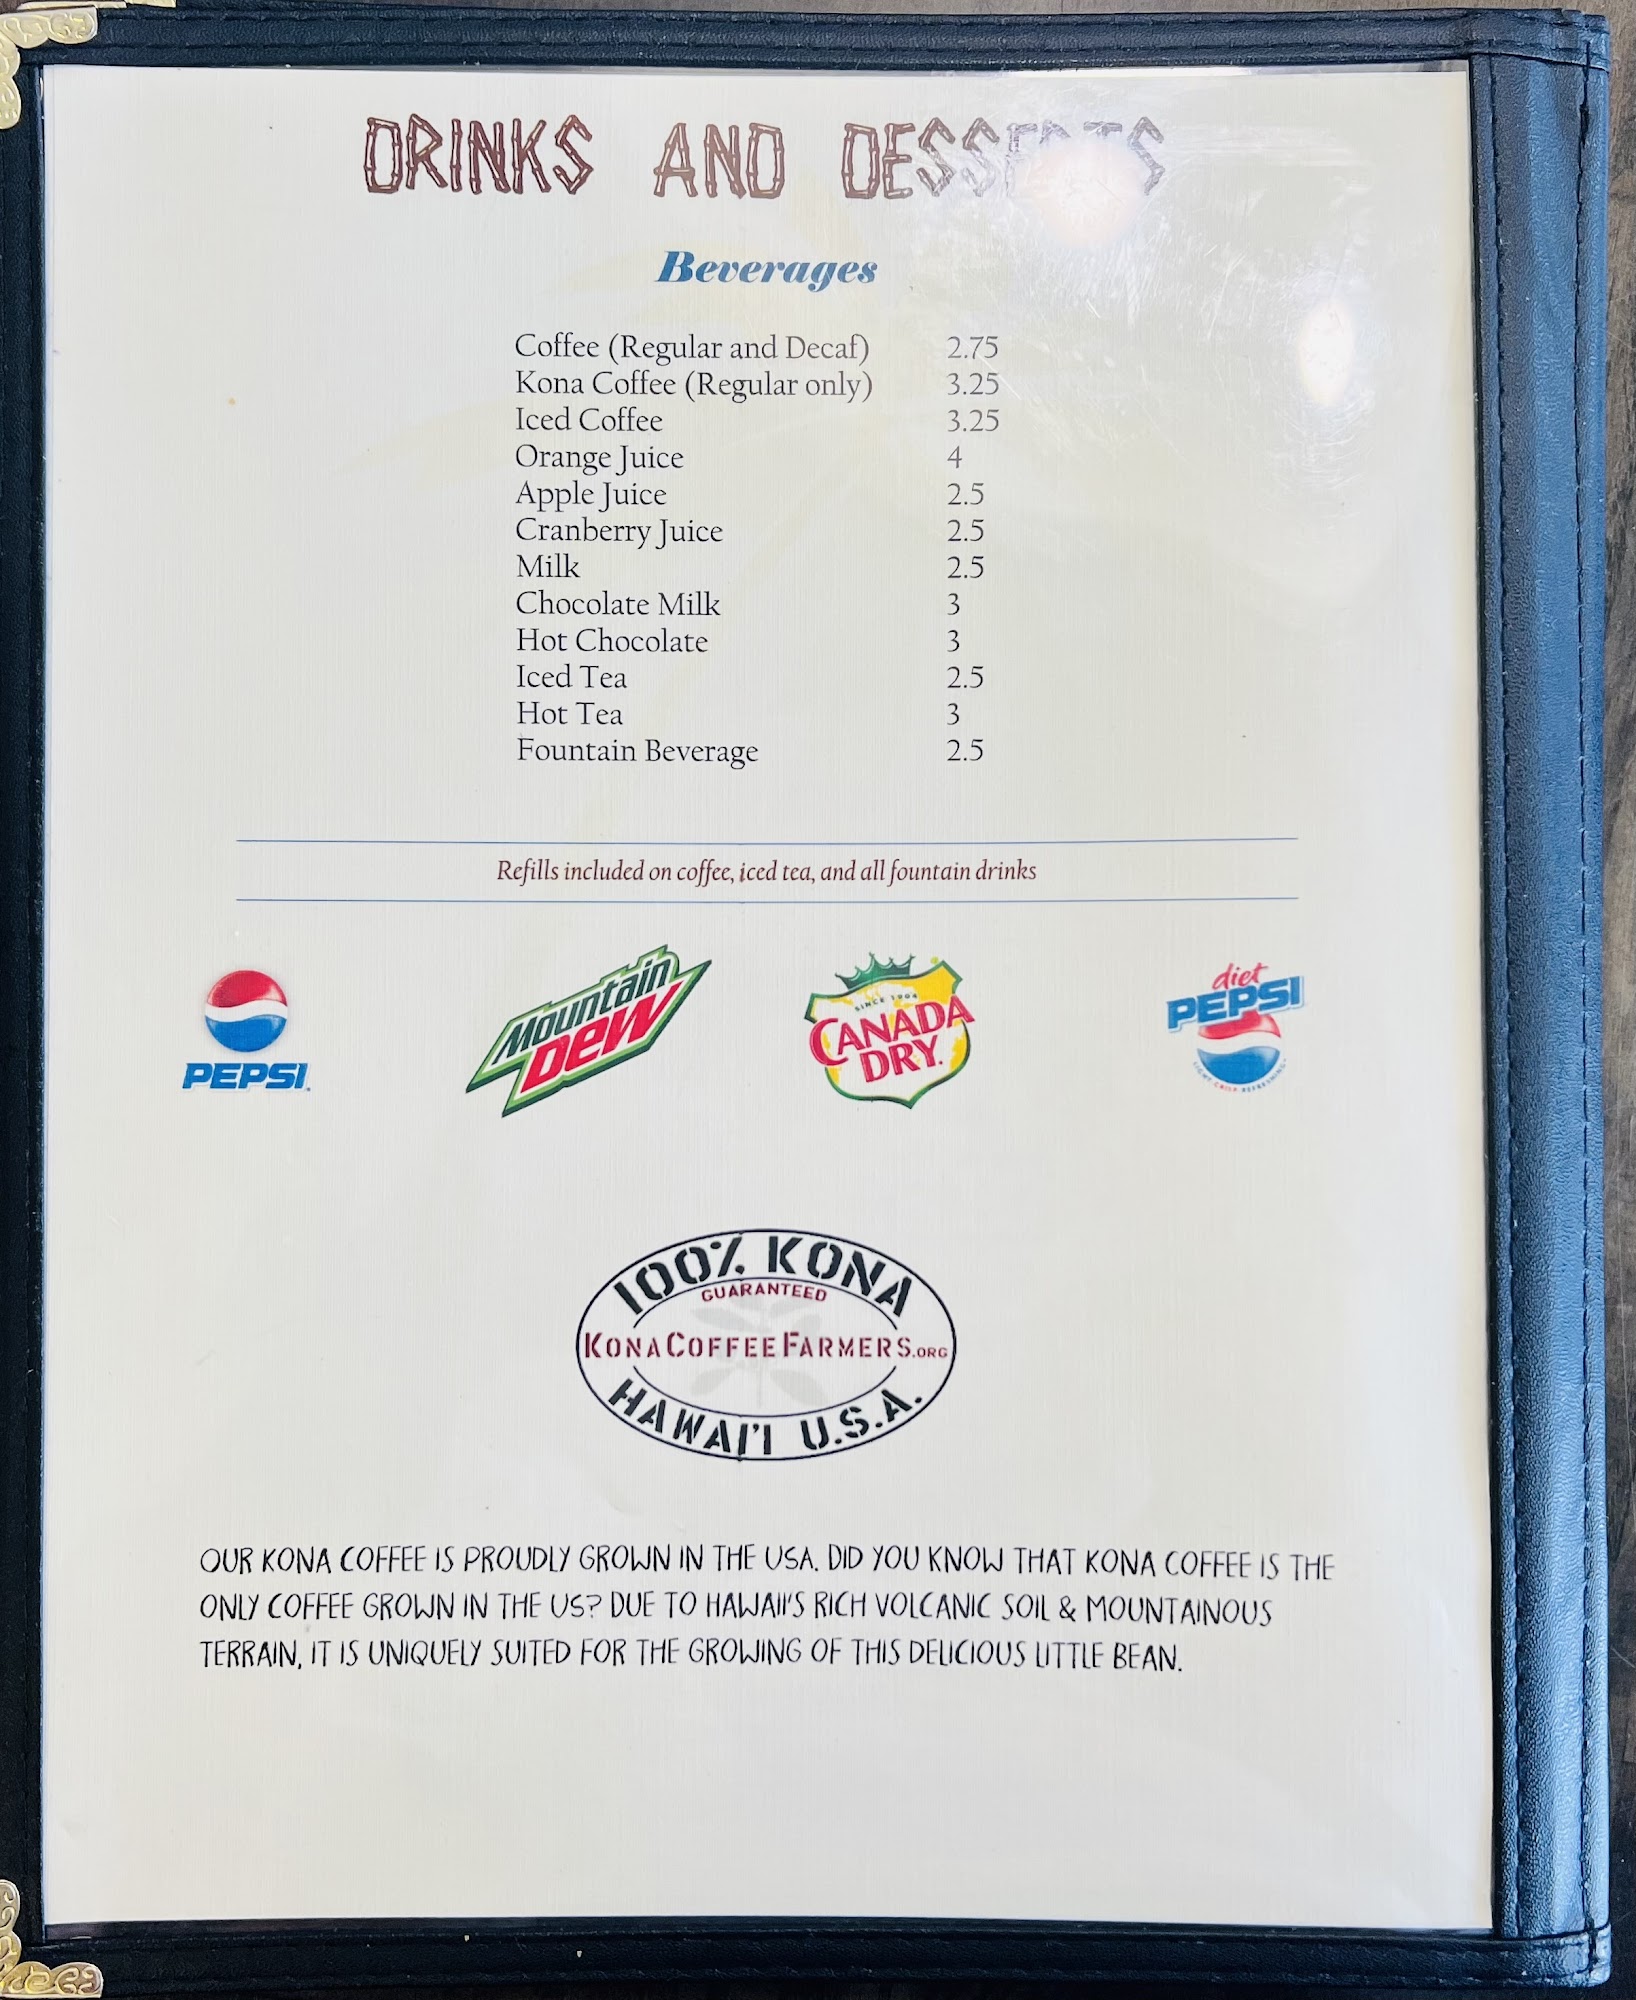 DRINKS AND DESSERTS
Beverages
Coffee (Regular and Decaf) 2.75
Kona Coffee (Regular only) 3.25
Iced Coffee 3.25
Orange Juice 4
Apple Juice 2.5
Cranberry Juice 2.5
Milk 2.5
Chocolate Milk 3
Hot Chocolate 3
Iced Tea 2.5
Hot Tea 3
Fountain Beverage 2.5
Refills included on coffee, iced tea, and all fountain drinks
PEPSI
Mountain
Dew
SINCE 1904
CANADA
DRY
diet
PEPSI
LIGHT CRISP REFRESHING
100% KONA
GUARANTEED
KONACOFFEEFARMERS.ORG
HAWAI'I U.S.A.
OUR KONA COFFEE IS PROUDLY GROWN IN THE USA. DID YOU KNOW THAT KONA COFFEE IS THE
ONLY COFFEE GROWN IN THE US? DUE TO HAWAII'S RICH VOLCANIC SOIL & MOUNTAINOUS
TERRAIN, IT IS UNIQUELY SUITED FOR THE GROWING OF THIS DELICIOUS LITTLE BEAN.